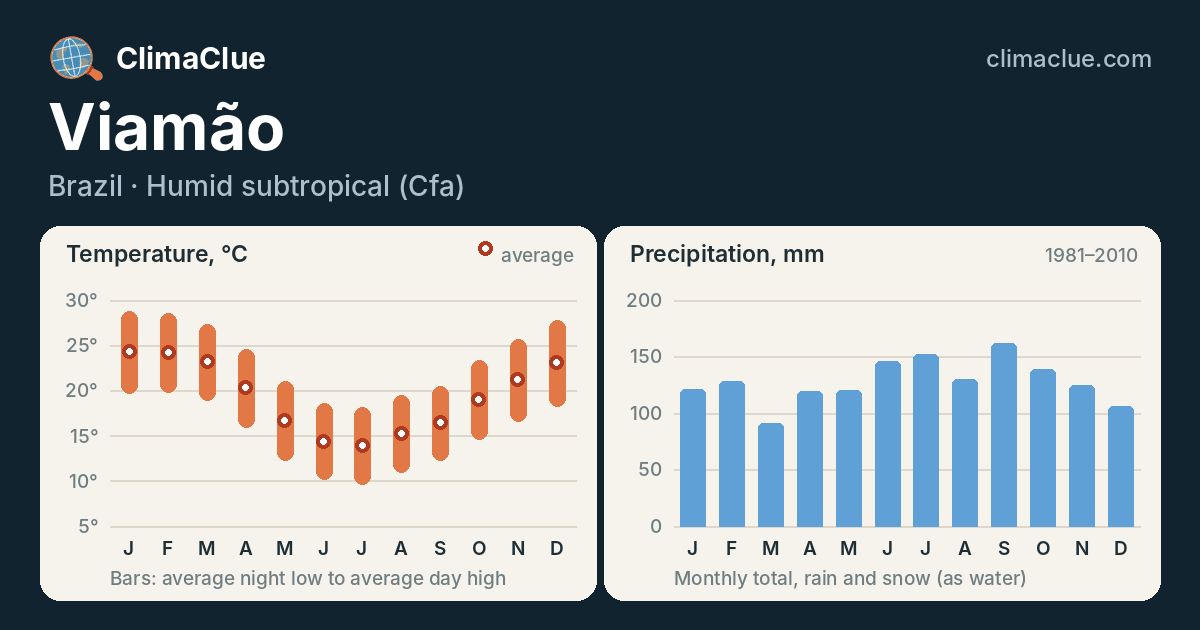 ClimaClue
climaclue.com
Viamão
Brazil · Humid subtropical (Cfa)
Temperature, °C
average
30°
25°
20°
15°
10°
5°
J F M A M J J A S O N D
Bars: average night low to average day high
Precipitation, mm
1981–2010
200
150
100
50
0
J F M A M J J A S O N D
Monthly total, rain and snow (as water)